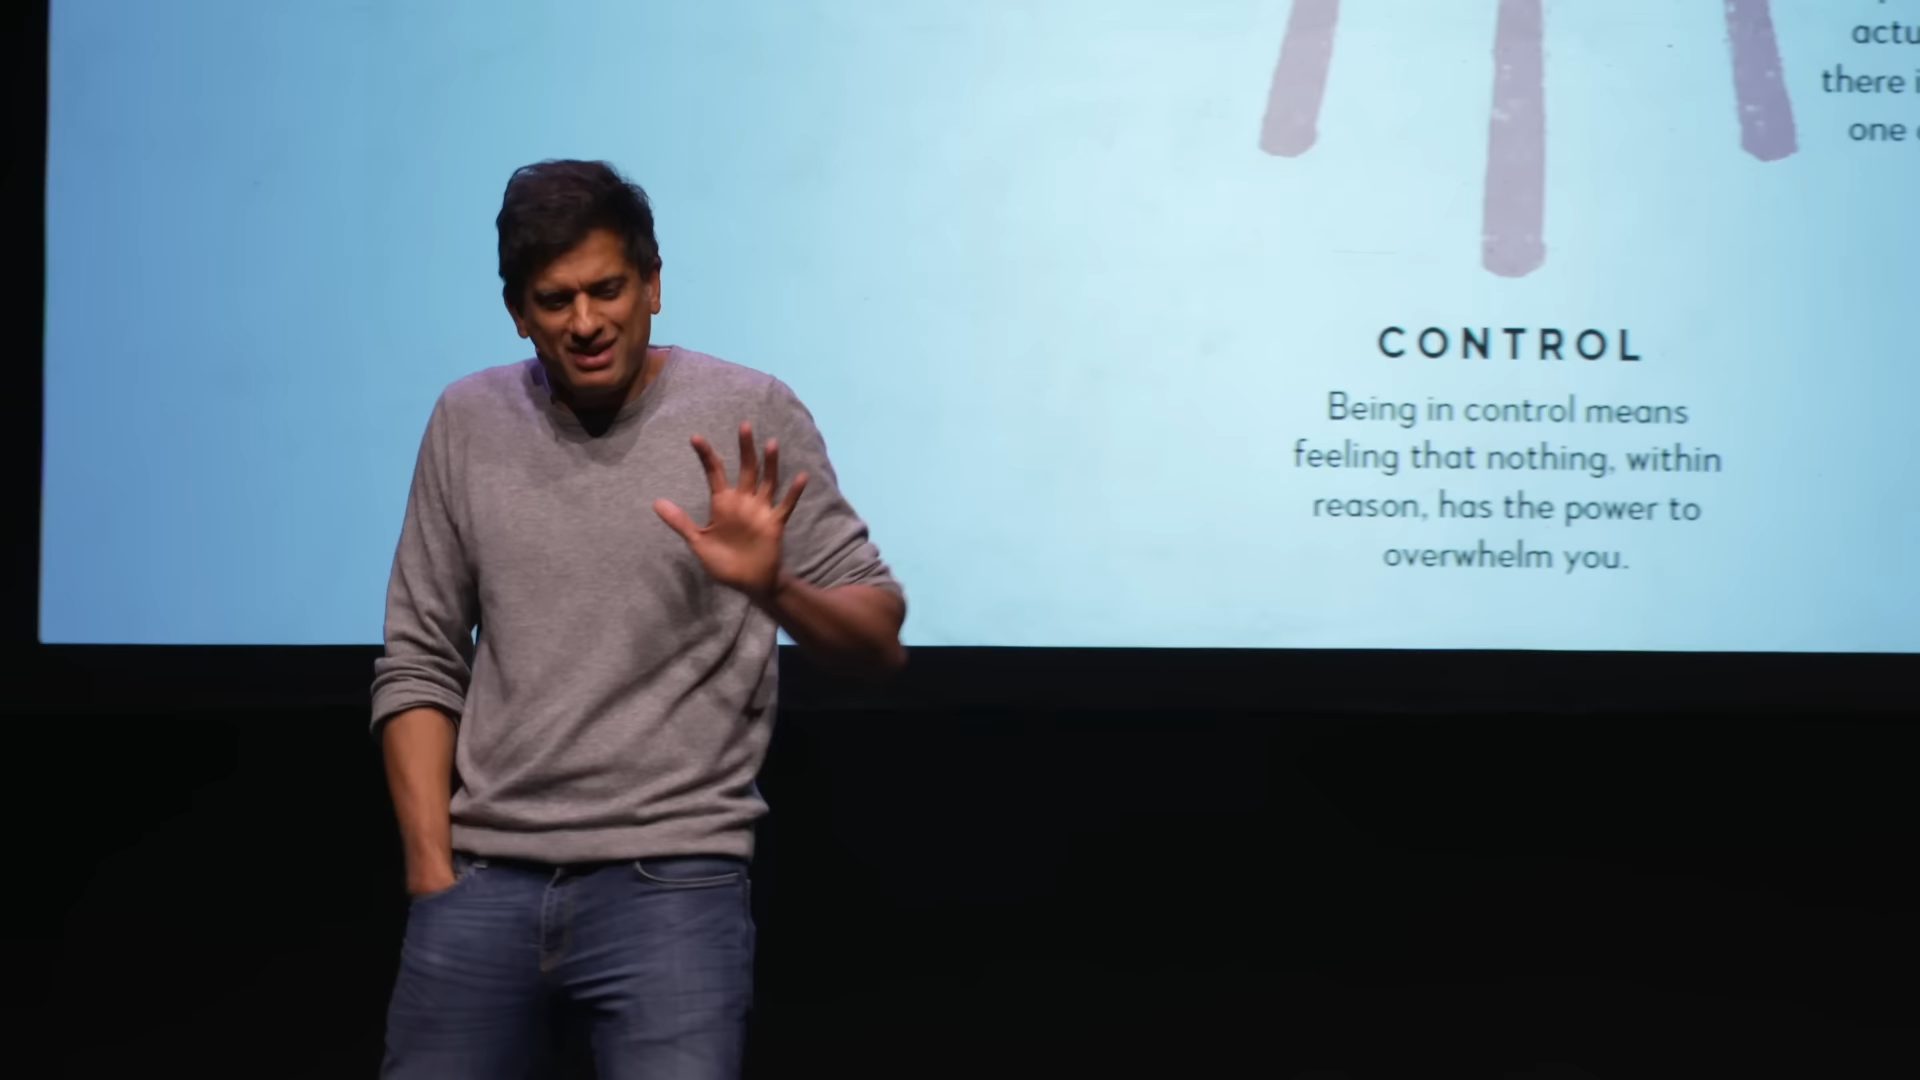 actu
there i
one
CONTROL
Being in control means
feeling that nothing, within
reason, has the power to
overwhelm you.